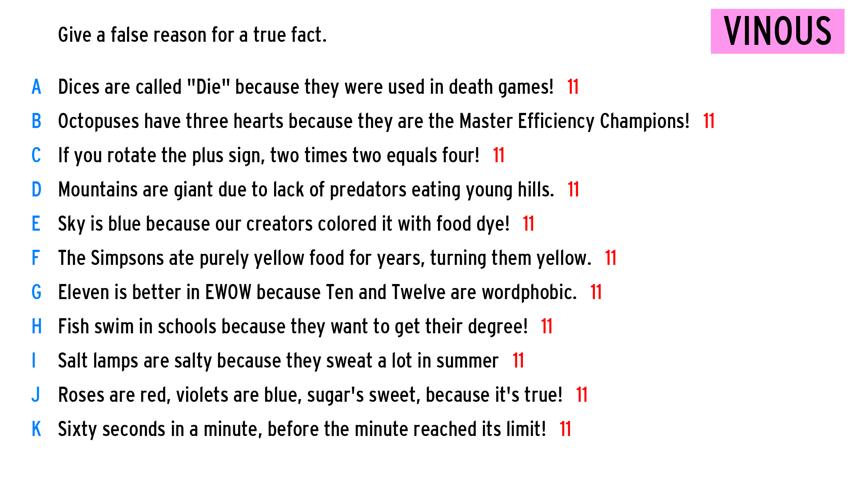 Give a false reason for a true fact.
VINOUS
A Dices are called "Die" because they were used in death games! 11
B Octopuses have three hearts because they are the Master Efficiency Champions! 11
C If you rotate the plus sign, two times two equals four! 11
D Mountains are giant due to lack of predators eating young hills. 11
E Sky is blue because our creators colored it with food dye! 11
F The Simpsons ate purely yellow food for years, turning them yellow. 11
G Eleven is better in EWOW because Ten and Twelve are wordphobic. 11
H Fish swim in schools because they want to get their degree! 11
I Salt lamps are salty because they sweat a lot in summer 11
J Roses are red, violets are blue, sugar's sweet, because it's true! 11
K Sixty seconds in a minute, before the minute reached its limit! 11